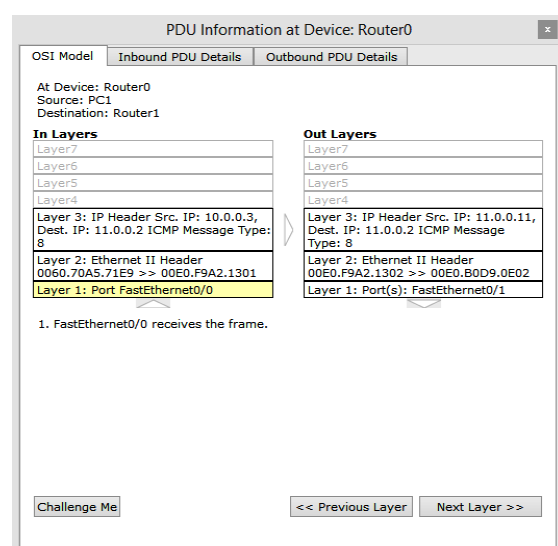 PDU Information at Device: Router0
x
OSI Model
Inbound PDU Details
Outbound PDU Details
At Device: Router0
Source: PC1
Destination: Router1
In Layers
Layer7
Layer6
Layer5
Layer4
Layer 3: IP Header Src. IP: 10.0.0.3,
Dest. IP: 11.0.0.2 ICMP Message Type:
8
Layer 2: Ethernet II Header
0060.70A5.71E9 >> 00E0.F9A2.1301
Layer 1: Port FastEthernet0/0
Out Layers
Layer7
Layer6
Layer5
Layer4
Layer 3: IP Header Src. IP: 11.0.0.11,
Dest. IP: 11.0.0.2 ICMP Message
Type: 8
Layer 2: Ethernet II Header
00E0.F9A2.1302 >> 00E0.B0D9.0E02
Layer 1: Port(s): FastEthernet0/1
1. FastEthernet0/0 receives the frame.
Challenge Me
<< Previous Layer
Next Layer >>